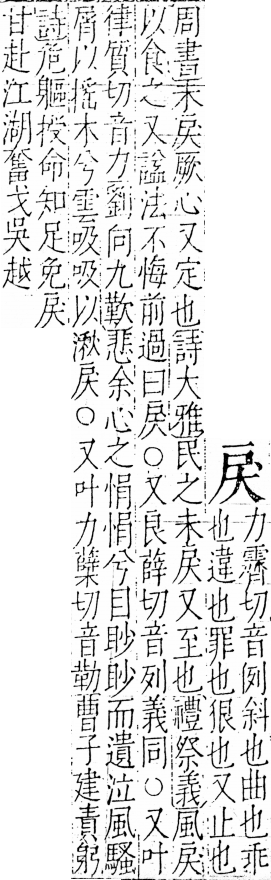 戾力霽切音例斜也曲也乖
也違也罪也很也又止也
周書未戾厥心又定也詩大雅民之未戾又至也禮祭義風戾
以食之又諡法不悔前過曰戾○又良薛切音列義同○又叶
律質切音力劉向九歎悲余心之悁悁兮目眇眇而遺泣風騷
屑以搖木兮雲吸吸以湫戾○又叶力蘖切音勒曹子建責躬
詩危軀授命知足免戾
甘赴江湖奮戈吳越